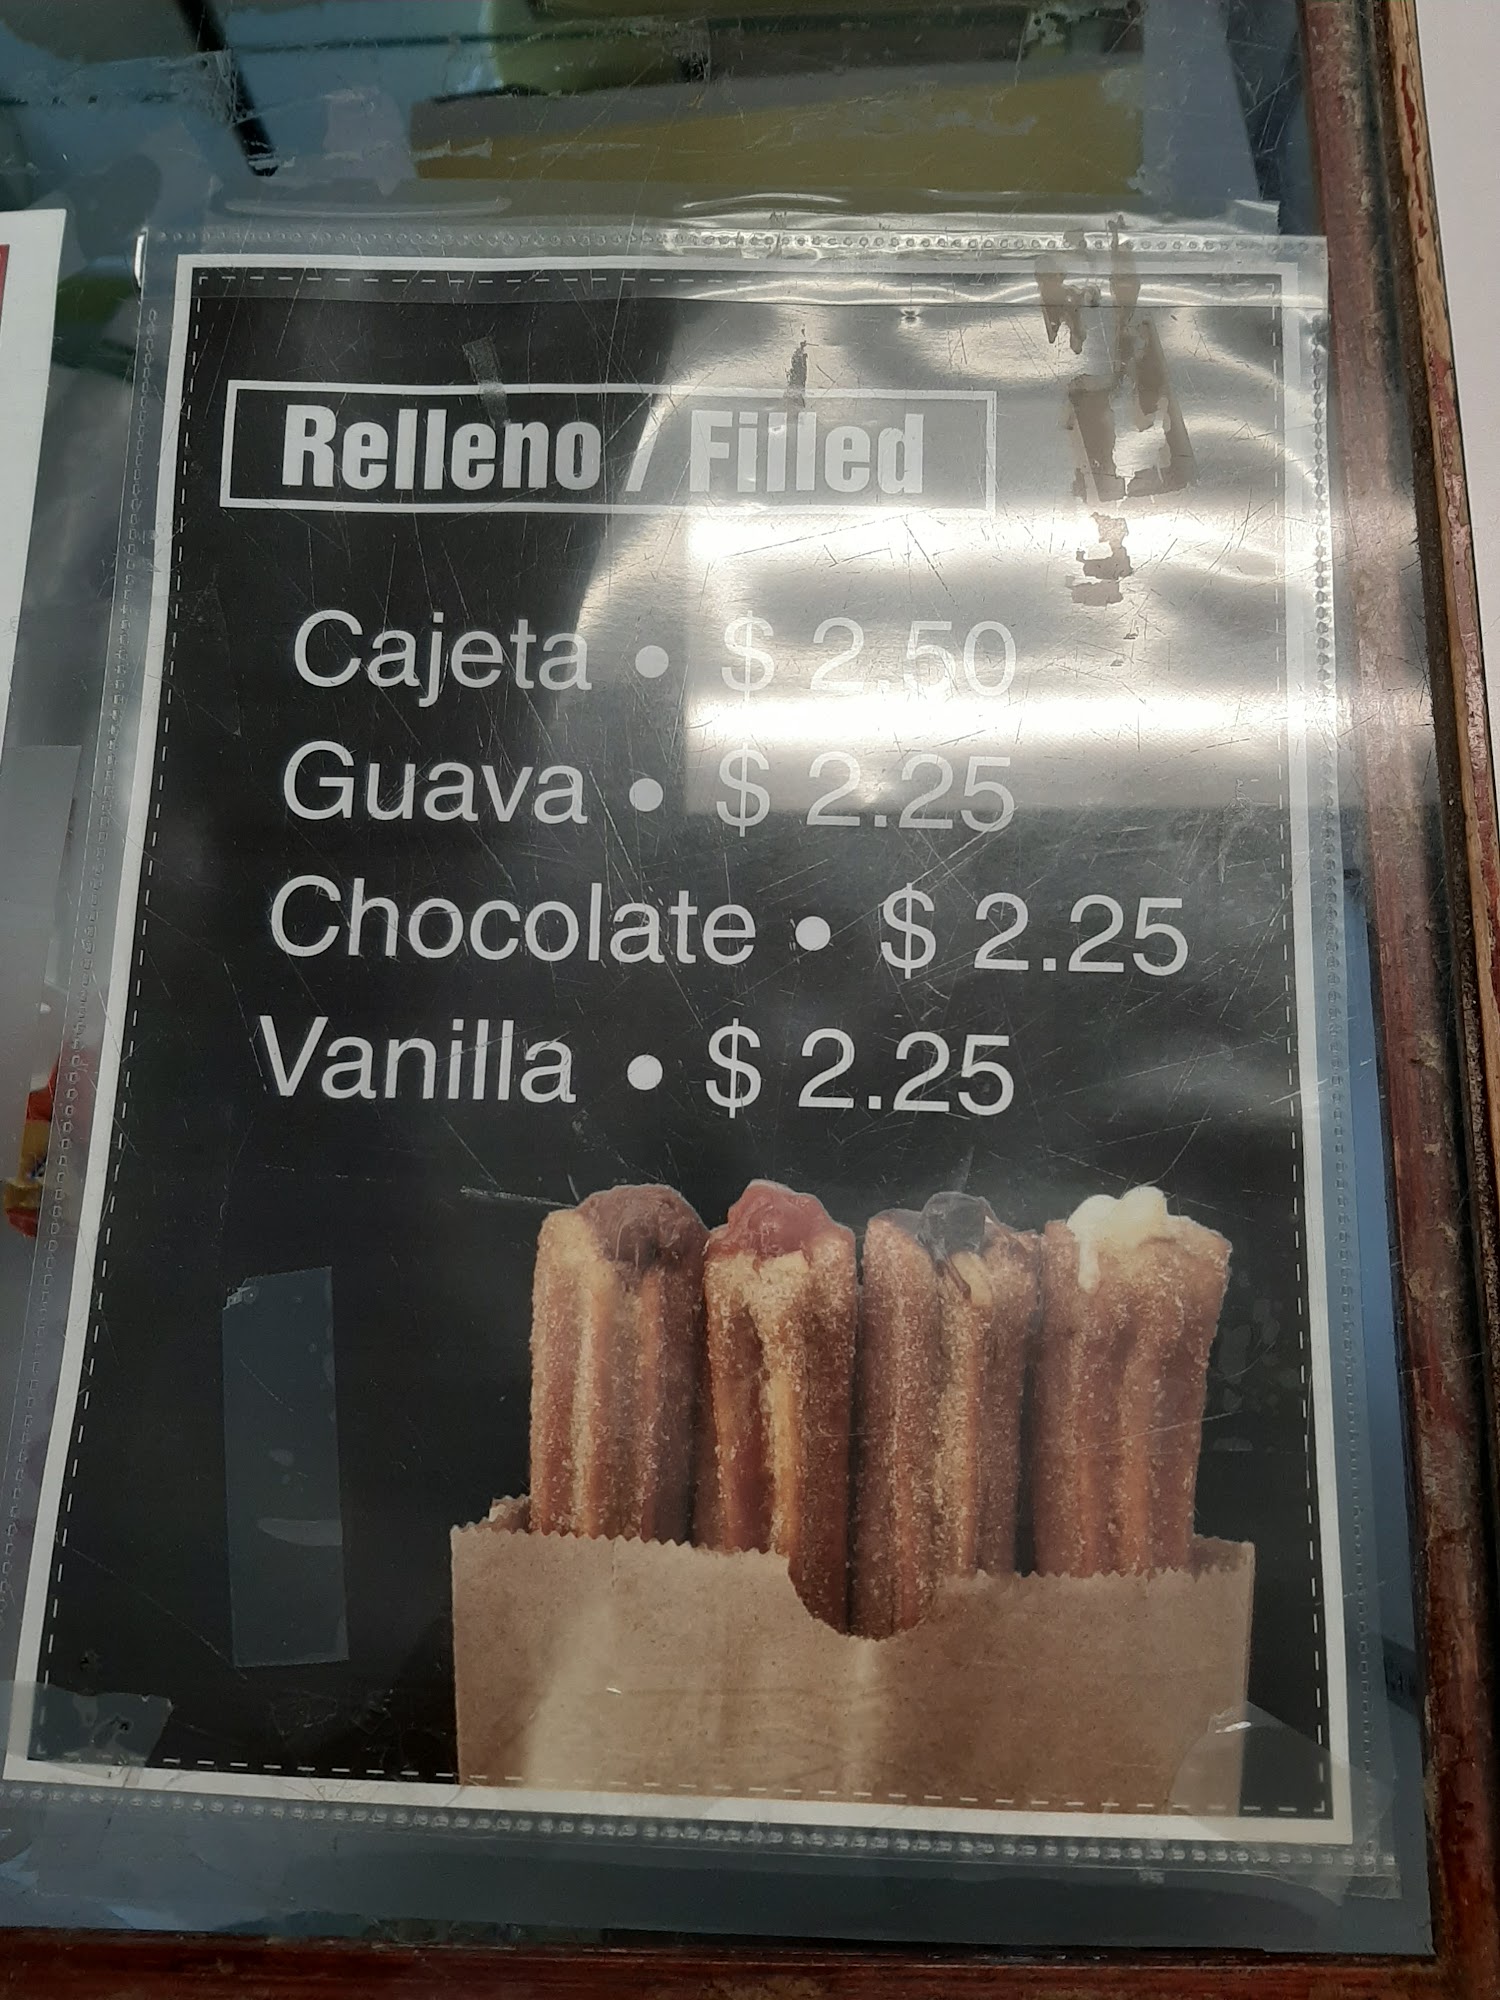 Relleno / Filled
Cajeta • $ 2.50
Guava • $ 2.25
Chocolate • $ 2.25
Vanilla • $ 2.25